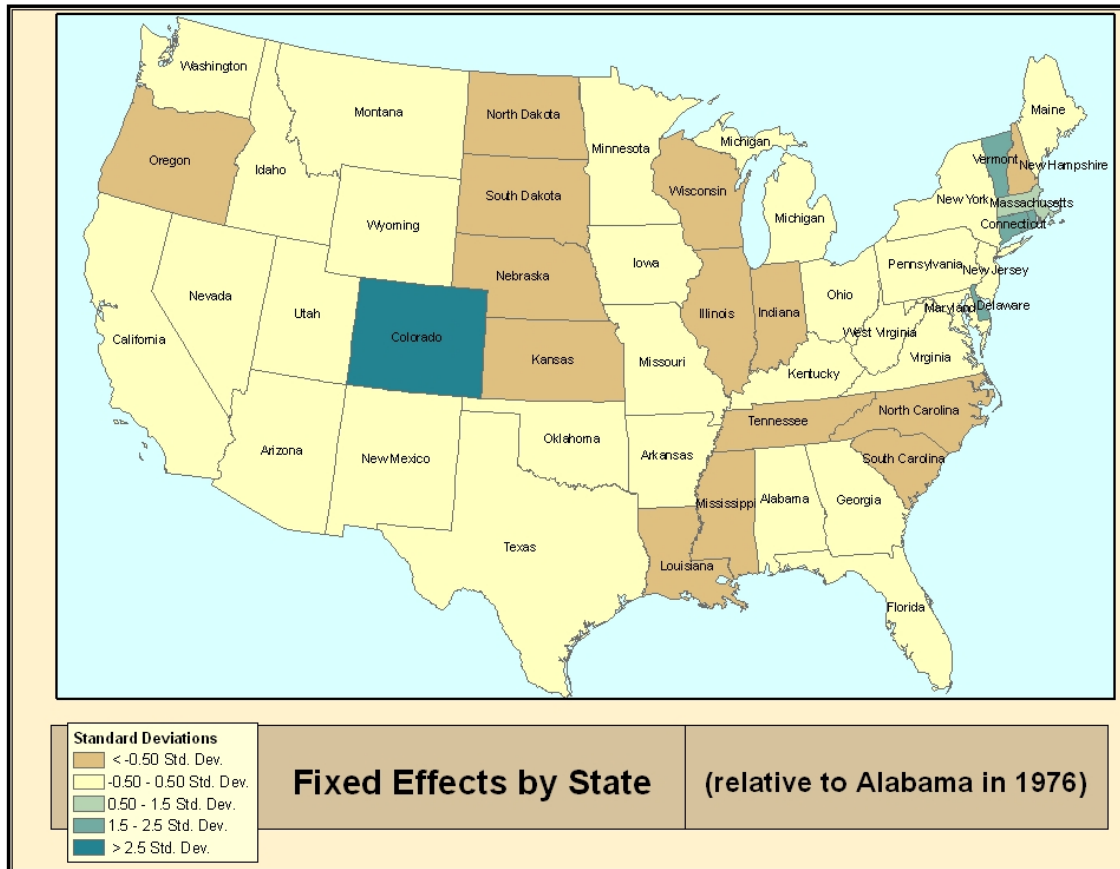 Washington
Montana
North Dakota
Minnesota
Michigan
Maine
Vermont
New Hampshire
Oregon
Idaho
South Dakota
Wisconsin
Michigan
New York
Massachusetts
Connecticut
Wyoming
Iowa
Nebraska
Pennsylvania
New Jersey
Nevada
Utah
Colorado
Illinois
Indiana
Ohio
Maryland
Delaware
California
Kansas
Missouri
West Virginia
Virginia
Kentucky
Arizona
New Mexico
Oklahoma
Arkansas
Tennessee
North Carolina
South Carolina
Mississippi
Alabama
Georgia
Texas
Louisiana
Florida
Standard Deviations
< -0.50 Std. Dev.
-0.50 - 0.50 Std. Dev.
0.50 - 1.5 Std. Dev.
1.5 - 2.5 Std. Dev.
> 2.5 Std. Dev.
Fixed Effects by State
(relative to Alabama in 1976)